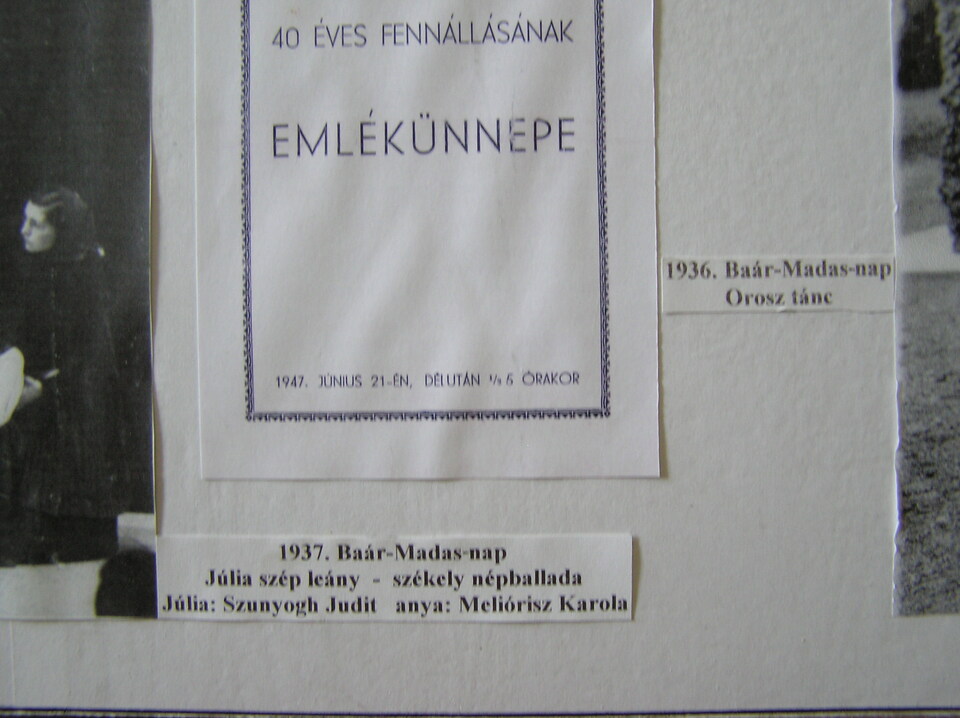 40 ÉVES FENNÁLLÁSÁNAK
EMLÉKÜNNEPE
1947. JÚNIUS 21-ÉN, DÉLUTÁN ½ 5 ÓRAKOR
1936. Baár-Madas-nap
Orosz tánc
1937. Baár-Madas-nap
Júlia szép leány - székely népballada
Júlia: Szunyogh Judit anya: Meliórisz Karola